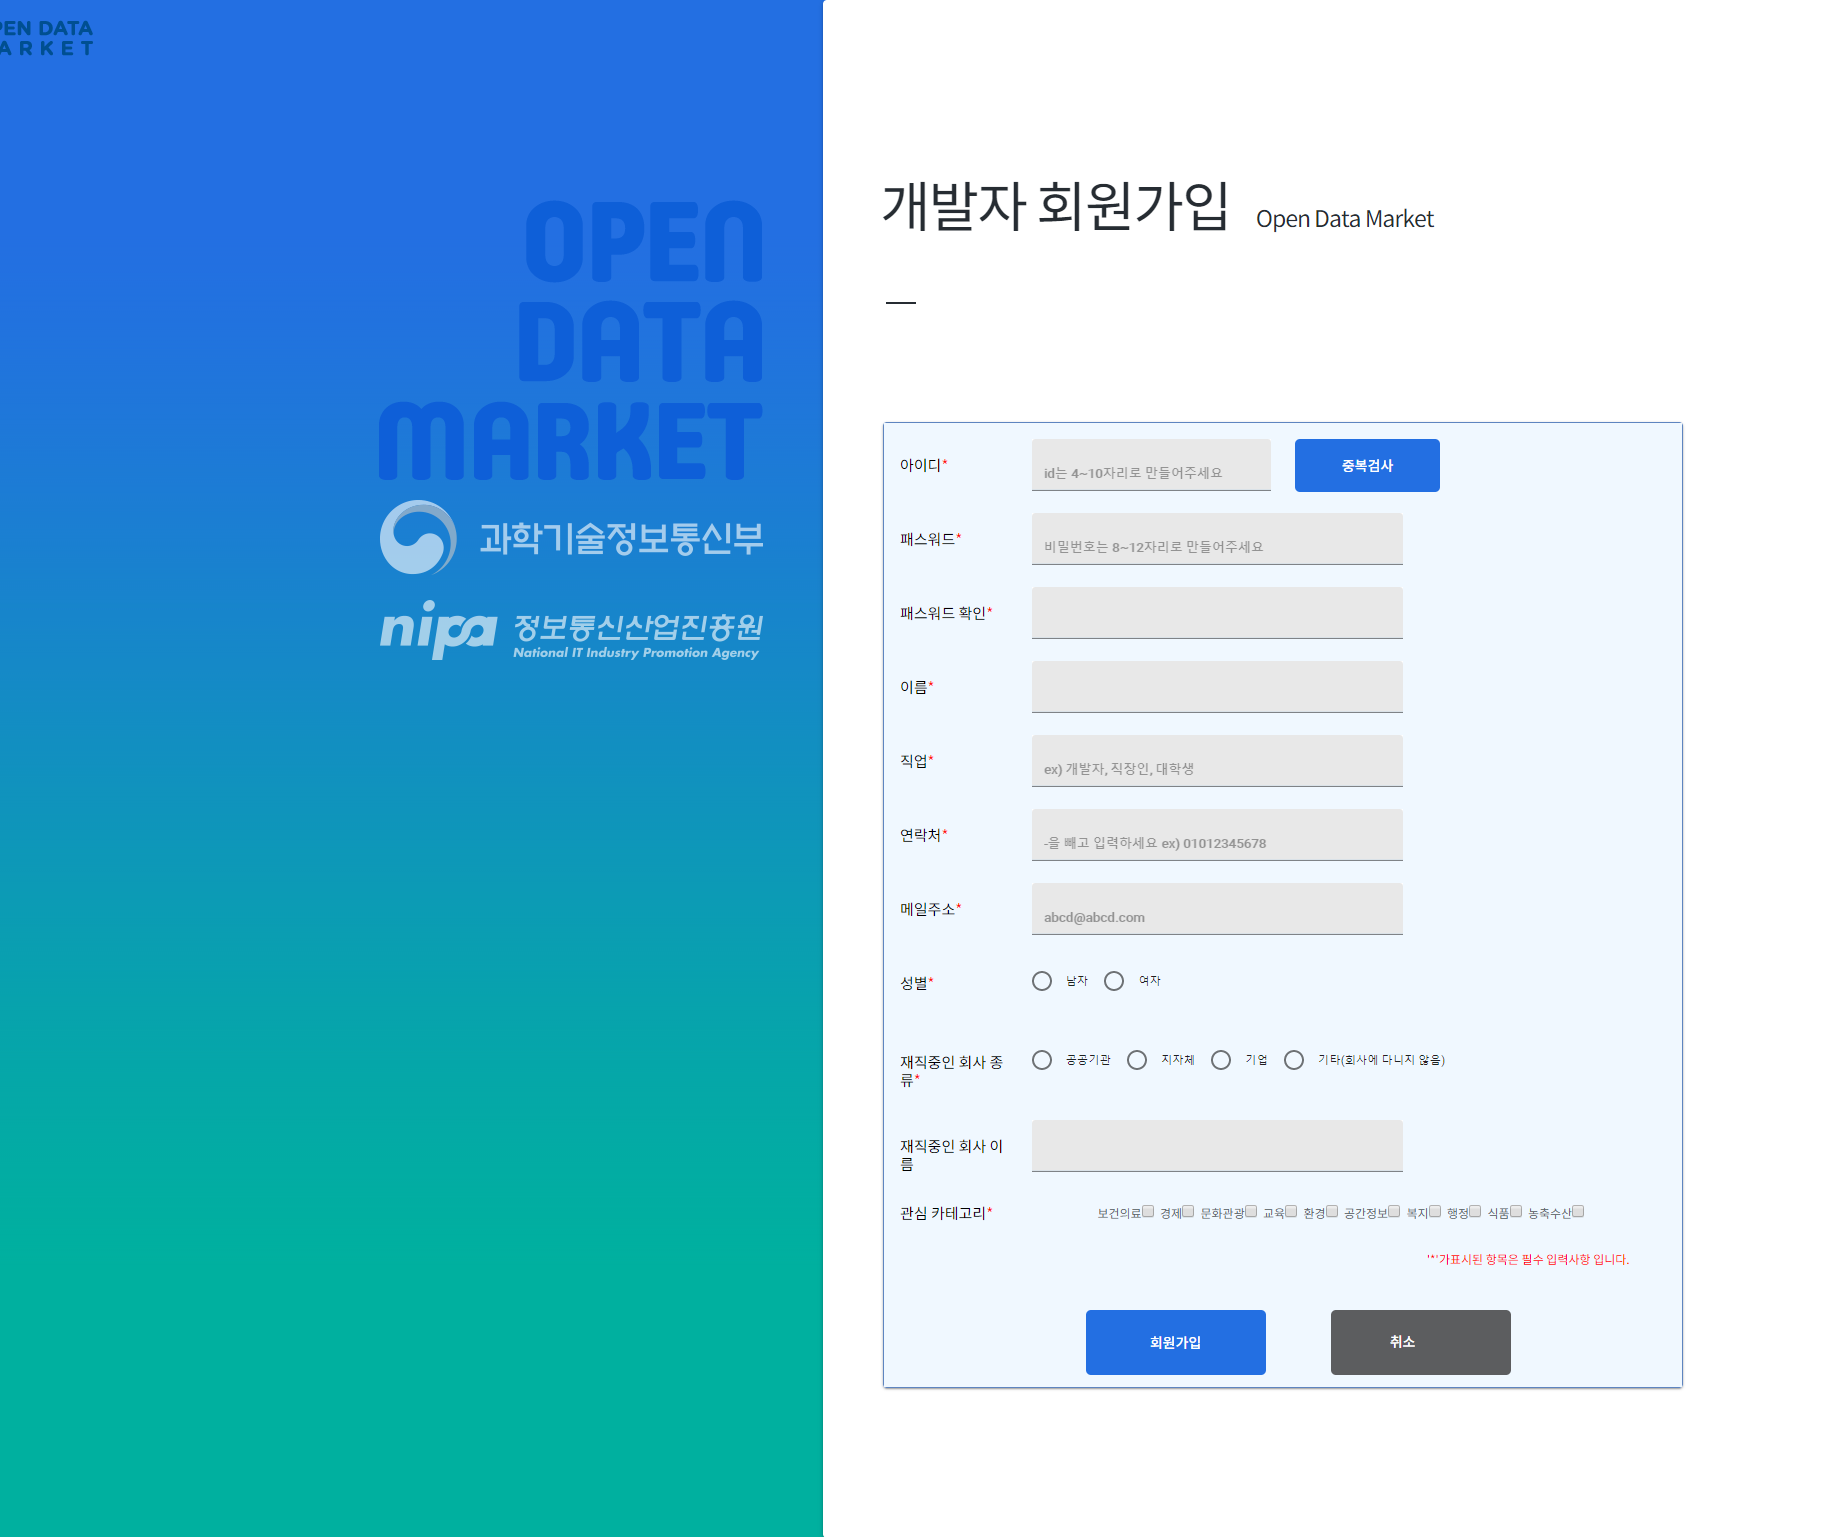 PEN DATA
ARKET
OPEN
DATA
MARKET
과학기술정보통신부
nipa 정보통신산업진흥원
National IT Industry Promotion Agency
개발자 회원가입 Open Data Market
아이디* id는 4~10자리로 만들어주세요 중복검사
패스워드* 비밀번호는 8~12자리로 만들어주세요
패스워드 확인*
이름*
직업* ex) 개발자, 직장인, 대학생
연락처* -을 빼고 입력하세요 ex) 01012345678
메일주소* abcd@abcd.com
성별* 남자 여자
재직중인 회사 종
류*
공공기관 지자체 기업 기타(회사에 다니지 않음)
재직중인 회사 이
름
관심 카테고리* 보건의료 경제 문화관광 교육 환경 공간정보 복지 행정 식품 농축수산
'*'가표시된 항목은 필수 입력사항 입니다.
회원가입 취소